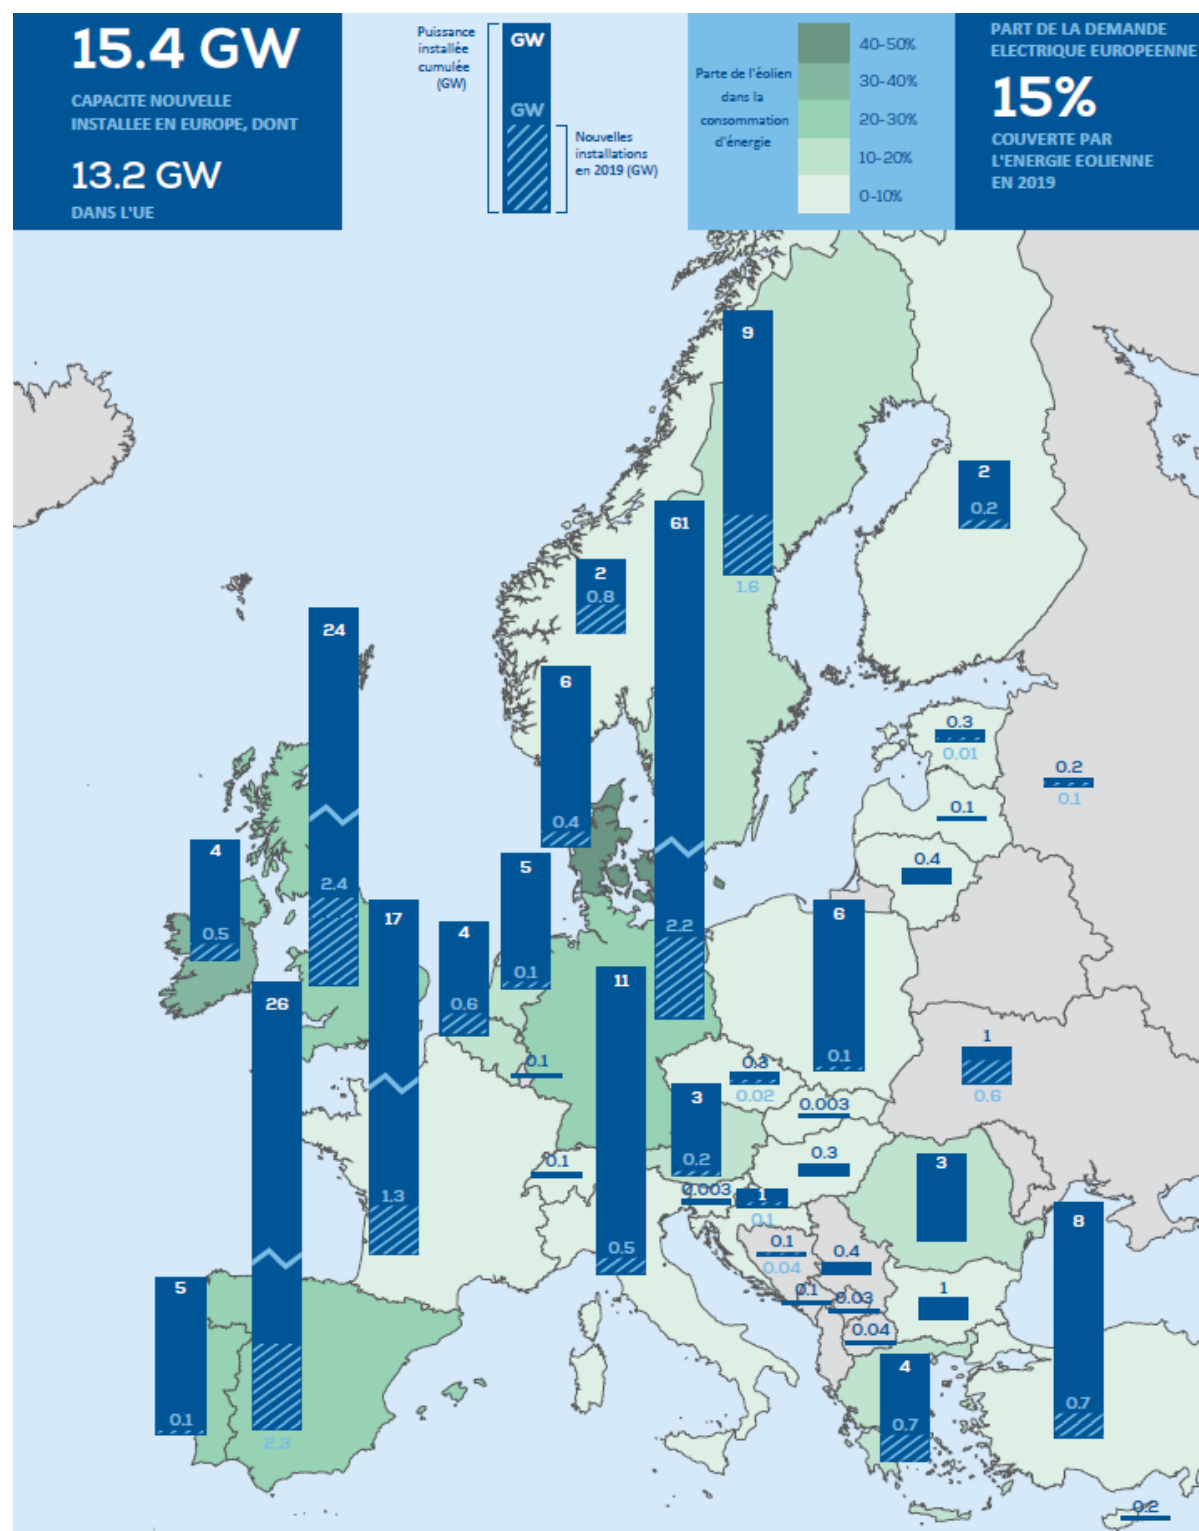 15.4 GW
CAPACITE NOUVELLE
INSTALLEE EN EUROPE, DONT
13.2 GW
DANS L'UE
Puissance
installée
cumulée
(GW)
GW
GW
Nouvelles
installations
en 2019 (GW)
Parte de l'éolien
dans la
consommation
d'énergie
40-50%
30-40%
20-30%
10-20%
0-10%
PART DE LA DEMANDE
ELECTRIQUE EUROPEENNE
15%
COUVERTE PAR
L'ENERGIE EOLIENNE
EN 2019
9
1.6
2
0.2
61
2.2
2
0.8
24
2.4
6
0.4
0.3
0.01
0.2
0.1
0.1
0.4
4
0.5
5
0.1
17
1.3
4
0.6
6
0.1
11
0.5
26
2.3
0.1
0.3
0.02
1
0.6
3
0.2
0.003
0.1
0.3
3
0.003
1
0.1
8
0.7
0.1
0.04
0.4
5
0.1
0.1
0.03
1
0.04
4
0.7
0.2